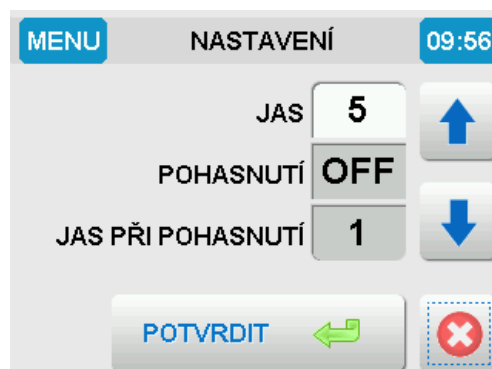 MENU NASTAVENÍ 09:56
JAS 5
POHASNUTÍ OFF
JAS PŘI POHASNUTÍ 1
POTVRDIT